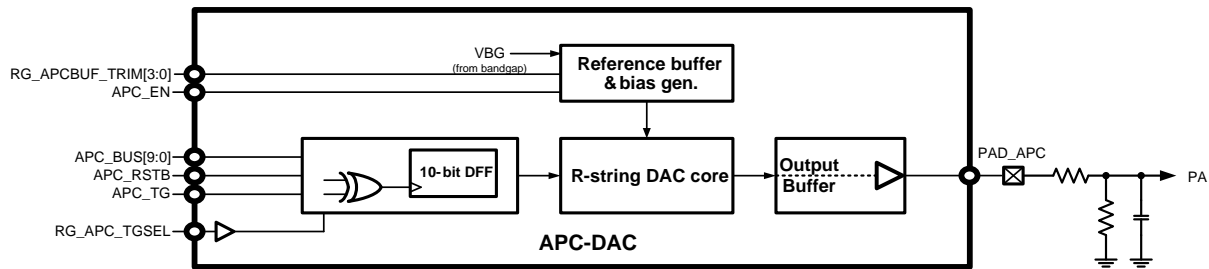 VBG
(from bandgap)
Reference buffer
& bias gen.
RG_APCBUF_TRIM[3:0]
APC_EN
APC_BUS[9:0]
APC_RSTB
APC_TG
RG_APC_TGSEL
10-bit DFF
R-string DAC core
Output
Buffer
PAD_APC
PA
APC-DAC